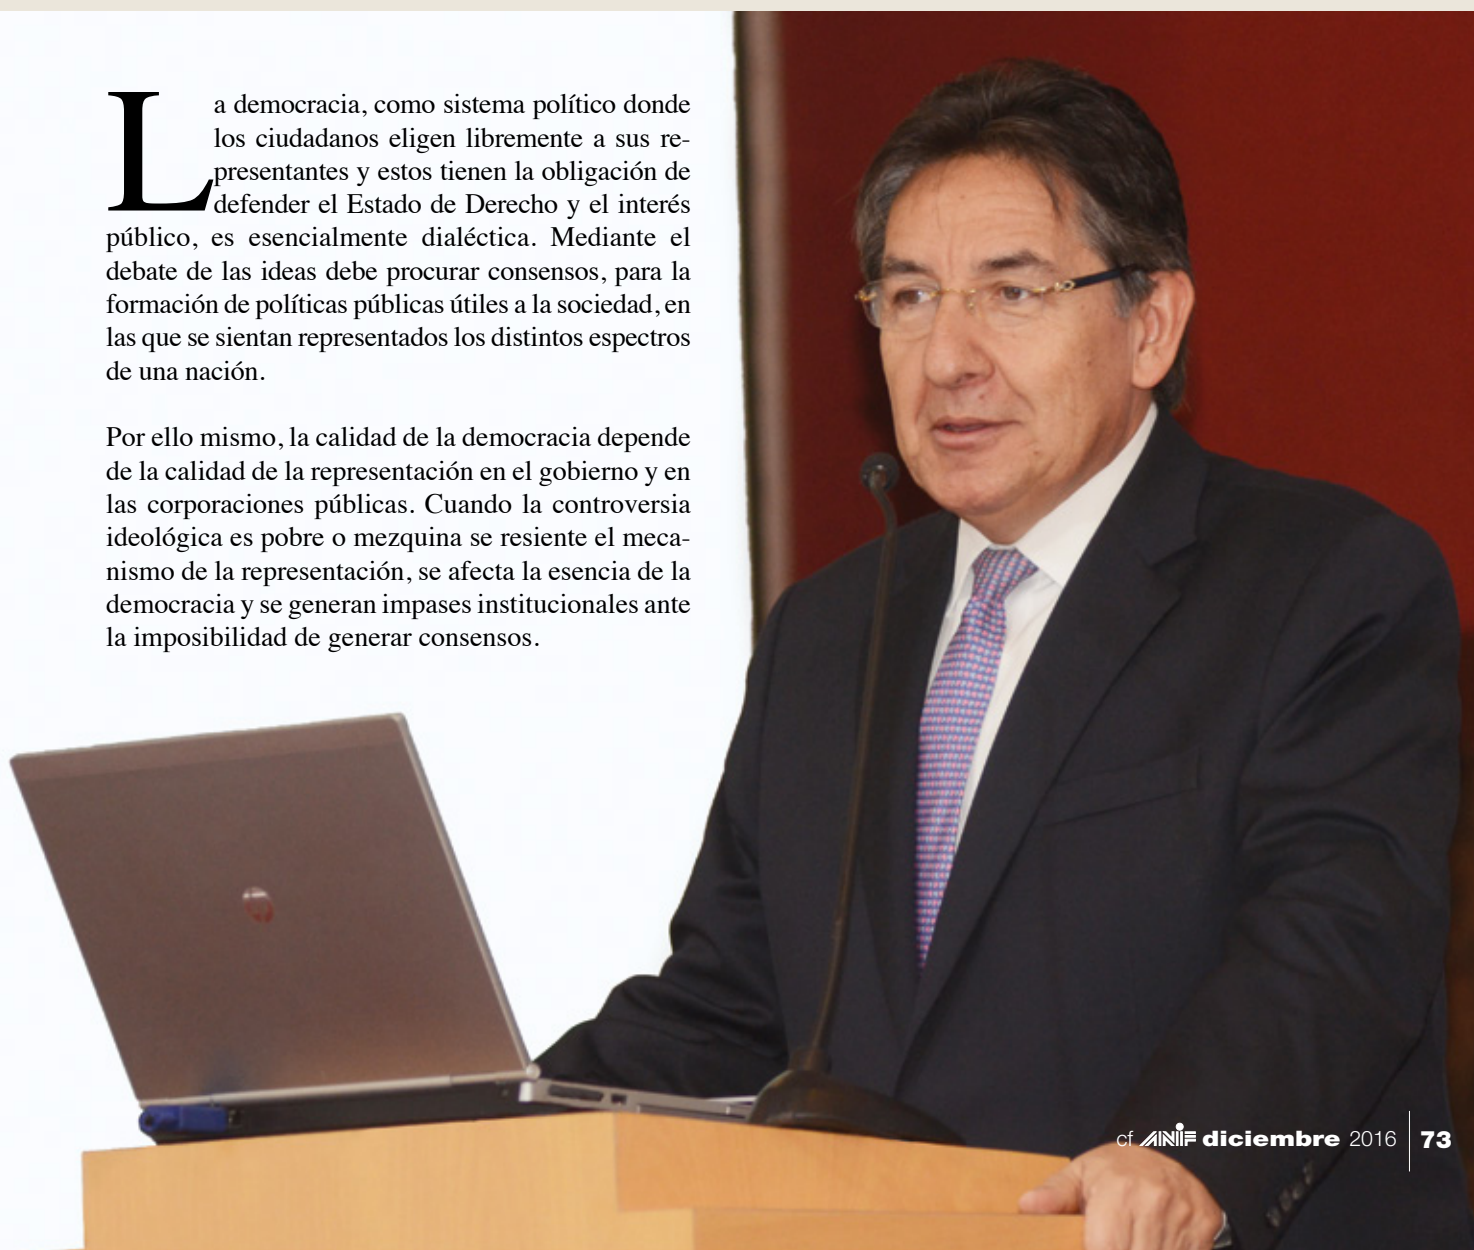 La democracia, como sistema político donde
los ciudadanos eligen libremente a sus re-
presentantes y estos tienen la obligación de
defender el Estado de Derecho y el interés
público, es esencialmente dialéctica. Mediante el
debate de las ideas debe procurar consensos, para la
formación de políticas públicas útiles a la sociedad, en
las que se sientan representados los distintos espectros
de una nación.
Por ello mismo, la calidad de la democracia depende
de la calidad de la representación en el gobierno y en
las corporaciones públicas. Cuando la controversia
ideológica es pobre o mezquina se resiente el meca-
nismo de la representación, se afecta la esencia de la
democracia y se generan impases institucionales ante
la imposibilidad de generar consensos.
cf ANIF diciembre 2016 73